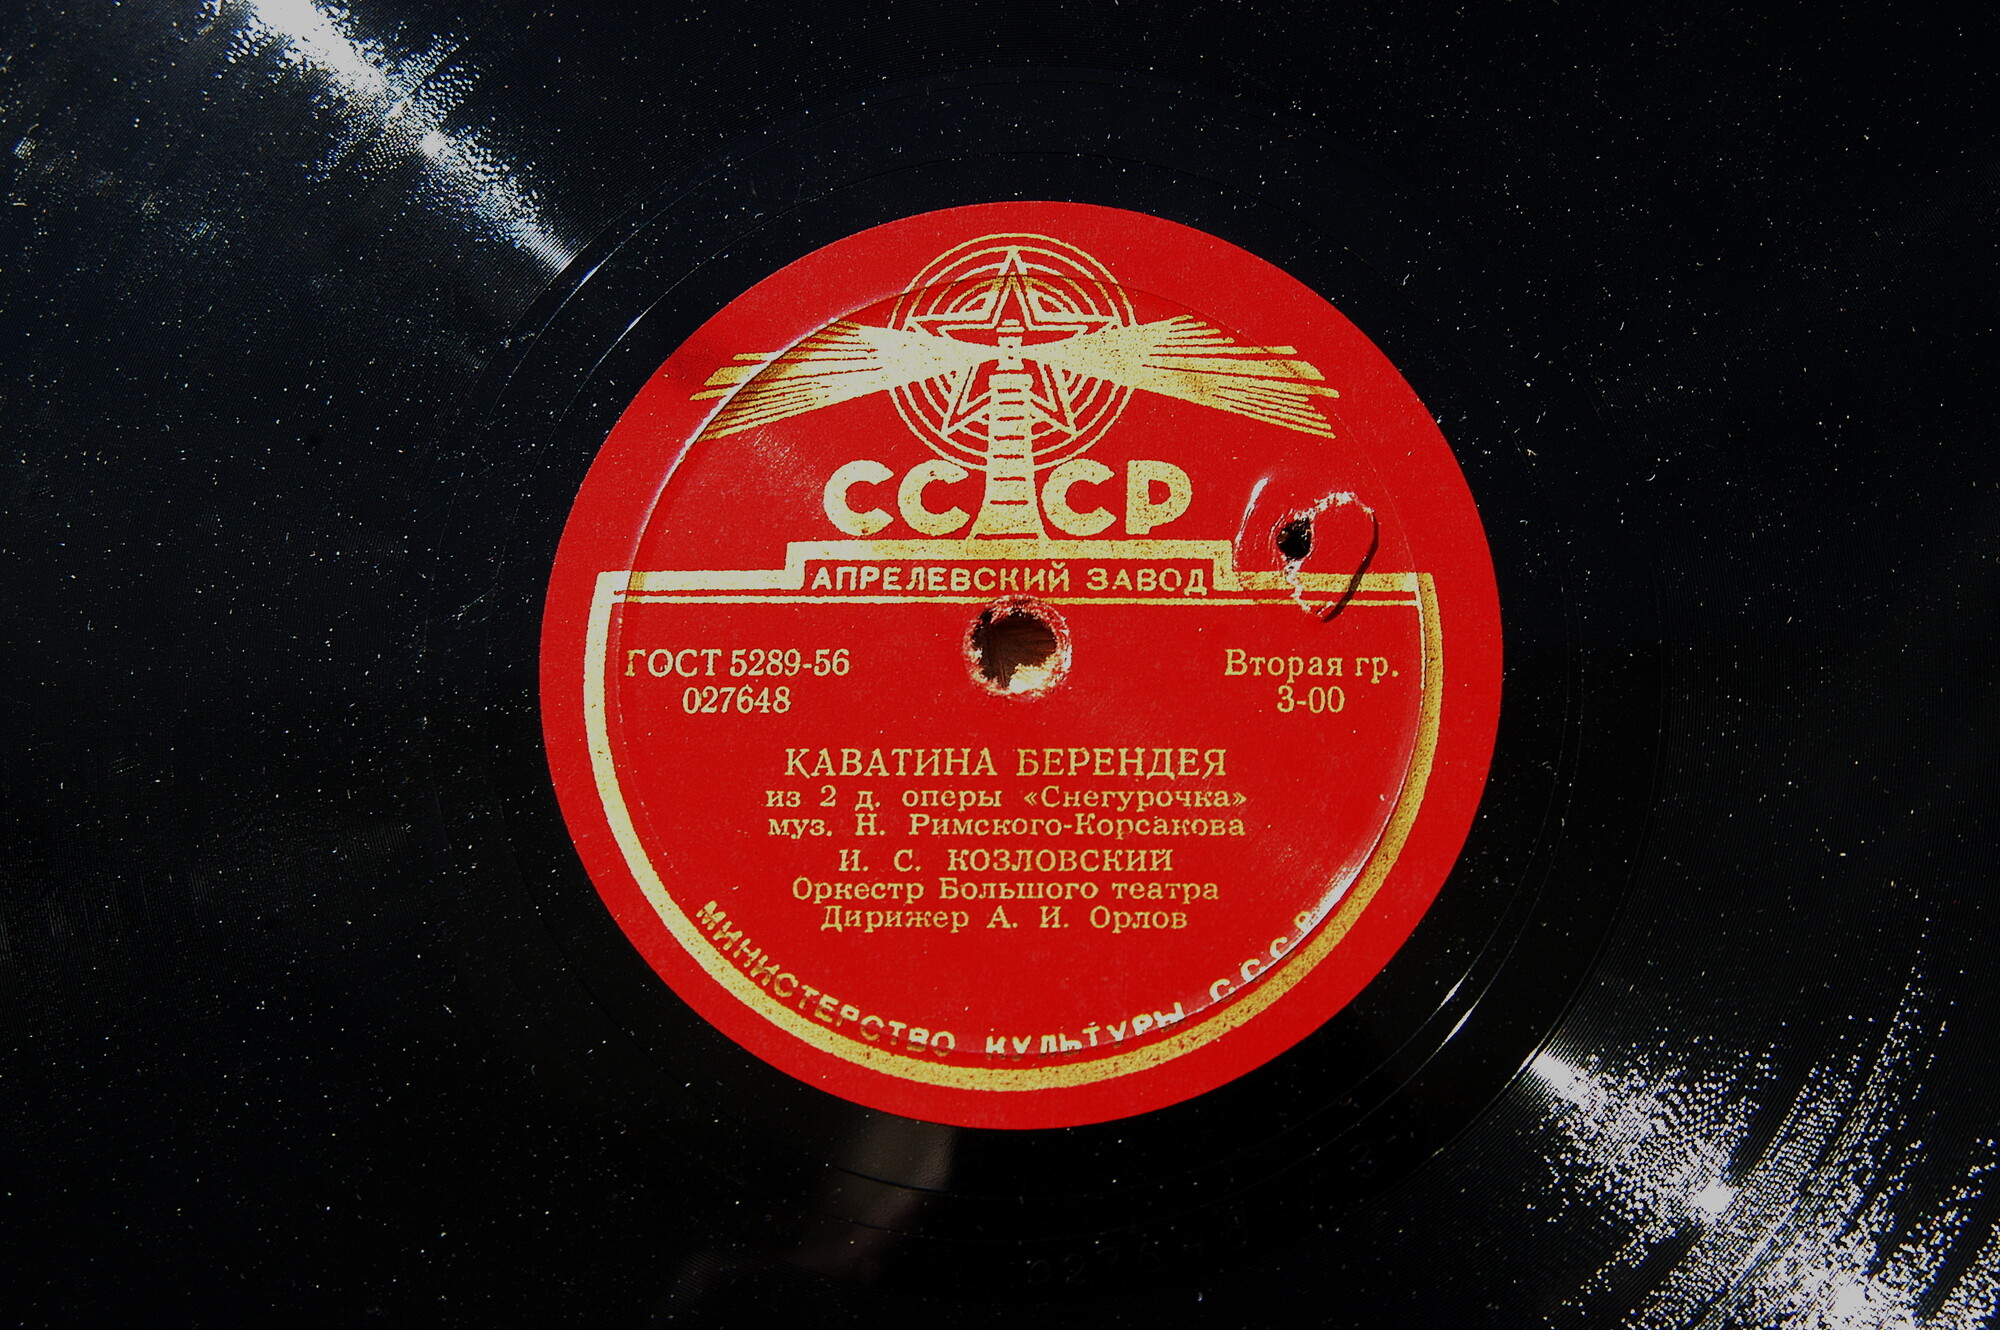 СССР
АПРЕЛЕВСКИЙ ЗАВОД
ГОСТ 5289-56
027648
Вторая гр.
3-00
КАВАТИНА БЕРЕНДЕЯ
из 2 д. оперы «Снегурочка»
муз. Н. Римского-Корсакова
И. С. КОЗЛОВСКИЙ
Оркестр Большого театра
Дирижер А. И. Орлов
МИНИСТЕРСТВО КУЛЬТУРЫ СССР